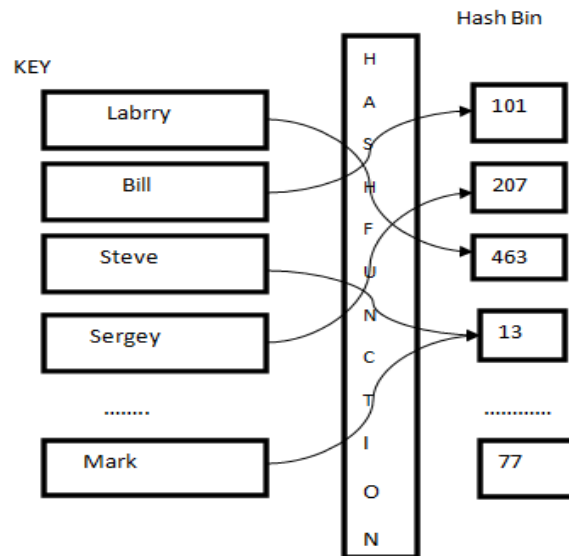 Hash Bin
KEY
Labrry
Bill
Steve
Sergey
........
Mark
H
A
S
H
F
U
N
C
T
I
O
N
101
207
463
13
............
77